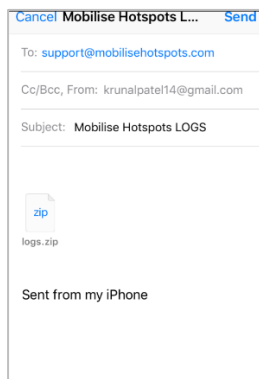 Cancel Mobilise Hotspots L... Send
To: support@mobilisehotspots.com
Cc/Bcc, From: krunalpatel14@gmail.com
Subject: Mobilise Hotspots LOGS
zip
logs.zip
Sent from my iPhone